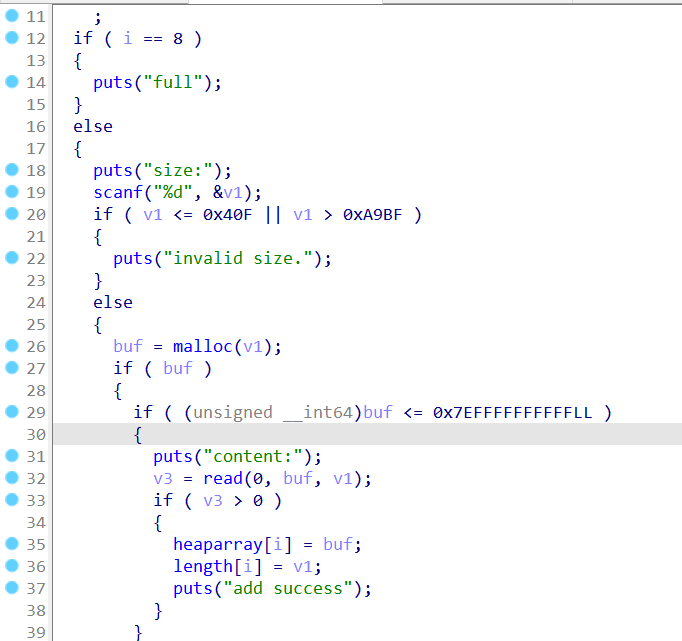 11 ;
12 if ( i == 8 )
13 {
14 puts("full");
15 }
16 else
17 {
18 puts("size:");
19 scanf("%d", &v1);
20 if ( v1 <= 0x40F || v1 > 0xA9BF )
21 {
22 puts("invalid size.");
23 }
24 else
25 {
26 buf = malloc(v1);
27 if ( buf )
28 {
29 if ( (unsigned __int64)buf <= 0x7EFFFFFFFFFFLL )
30 {
31 puts("content:");
32 v3 = read(0, buf, v1);
33 if ( v3 > 0 )
34 {
35 heaparray[i] = buf;
36 length[i] = v1;
37 puts("add success");
38 }
39 }